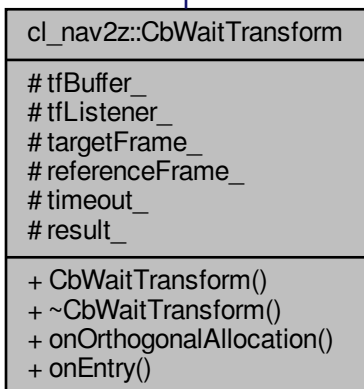 cl_nav2z::CbWaitTransform
# tfBuffer_
# tfListener_
# targetFrame_
# referenceFrame_
# timeout_
# result_
+ CbWaitTransform()
+ ~CbWaitTransform()
+ onOrthogonalAllocation()
+ onEntry()